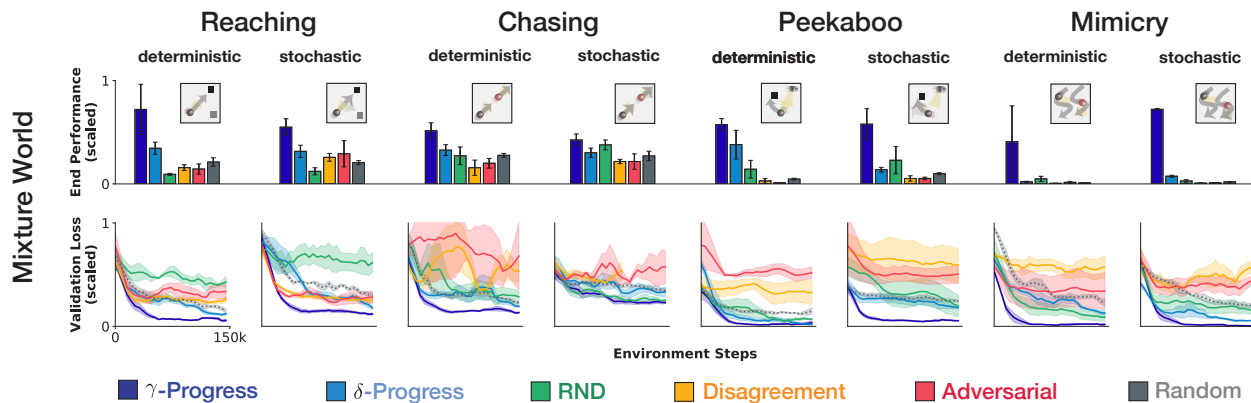 Reaching Chasing Peekaboo Mimicry
deterministic stochastic deterministic stochastic deterministic stochastic deterministic stochastic
Mixture World
End Performance
(scaled)
1
0
Validation Loss
(scaled)
1
0
0 150k
Environment Steps
γ-Progress δ-Progress RND Disagreement Adversarial Random